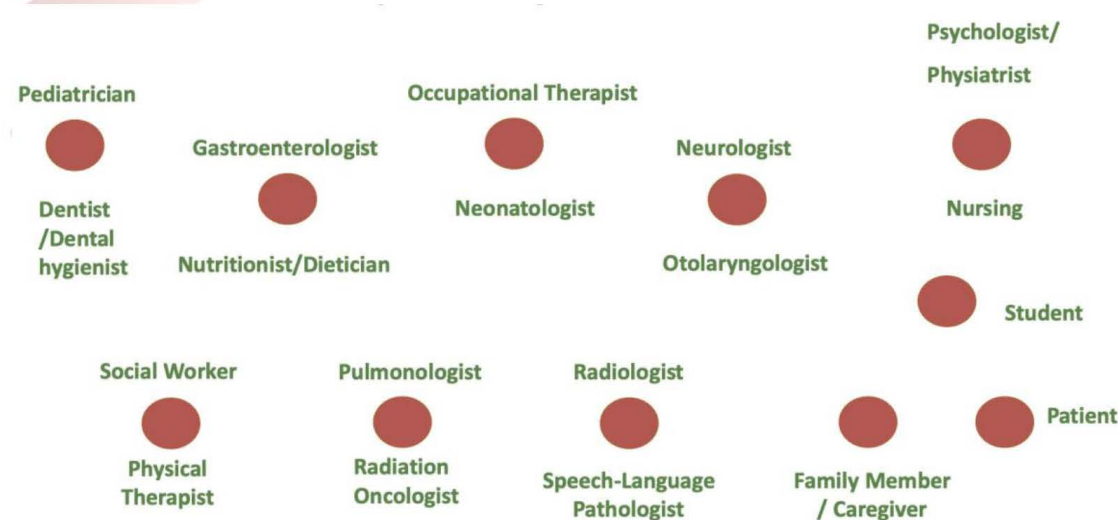 Psychologist/
Physiatrist
Pediatrician
Occupational Therapist
Gastroenterologist
Neurologist
Dentist
/Dental
hygienist
Neonatologist
Nursing
Nutritionist/Dietician
Otolaryngologist
Student
Social Worker
Pulmonologist
Radiologist
Patient
Physical
Therapist
Radiation
Oncologist
Speech-Language
Pathologist
Family Member
/ Caregiver